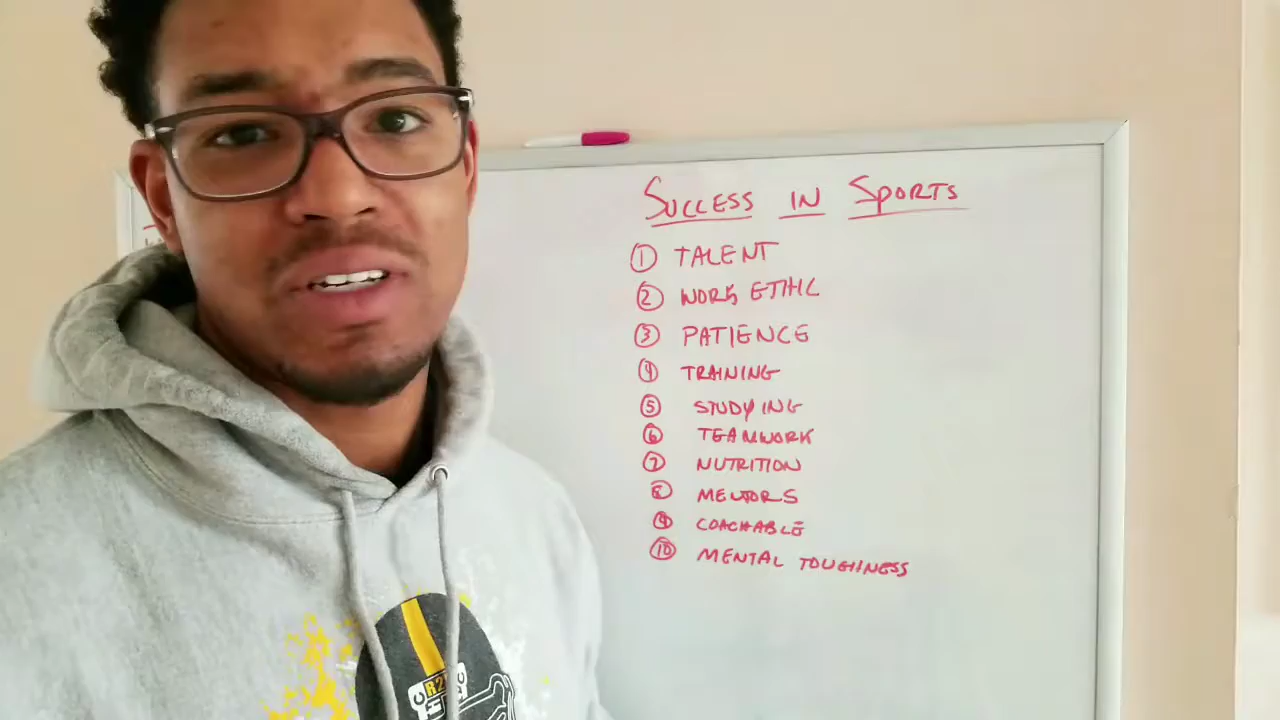 SUCCESS IN SPORTS
① TALENT
② WORK ETHIC
③ PATIENCE
④ TRAINING
⑤ STUDYING
⑥ TEAMWORK
⑦ NUTRITION
⑧ MENTORS
⑨ COACHABLE
⑩ MENTAL TOUGHNESS